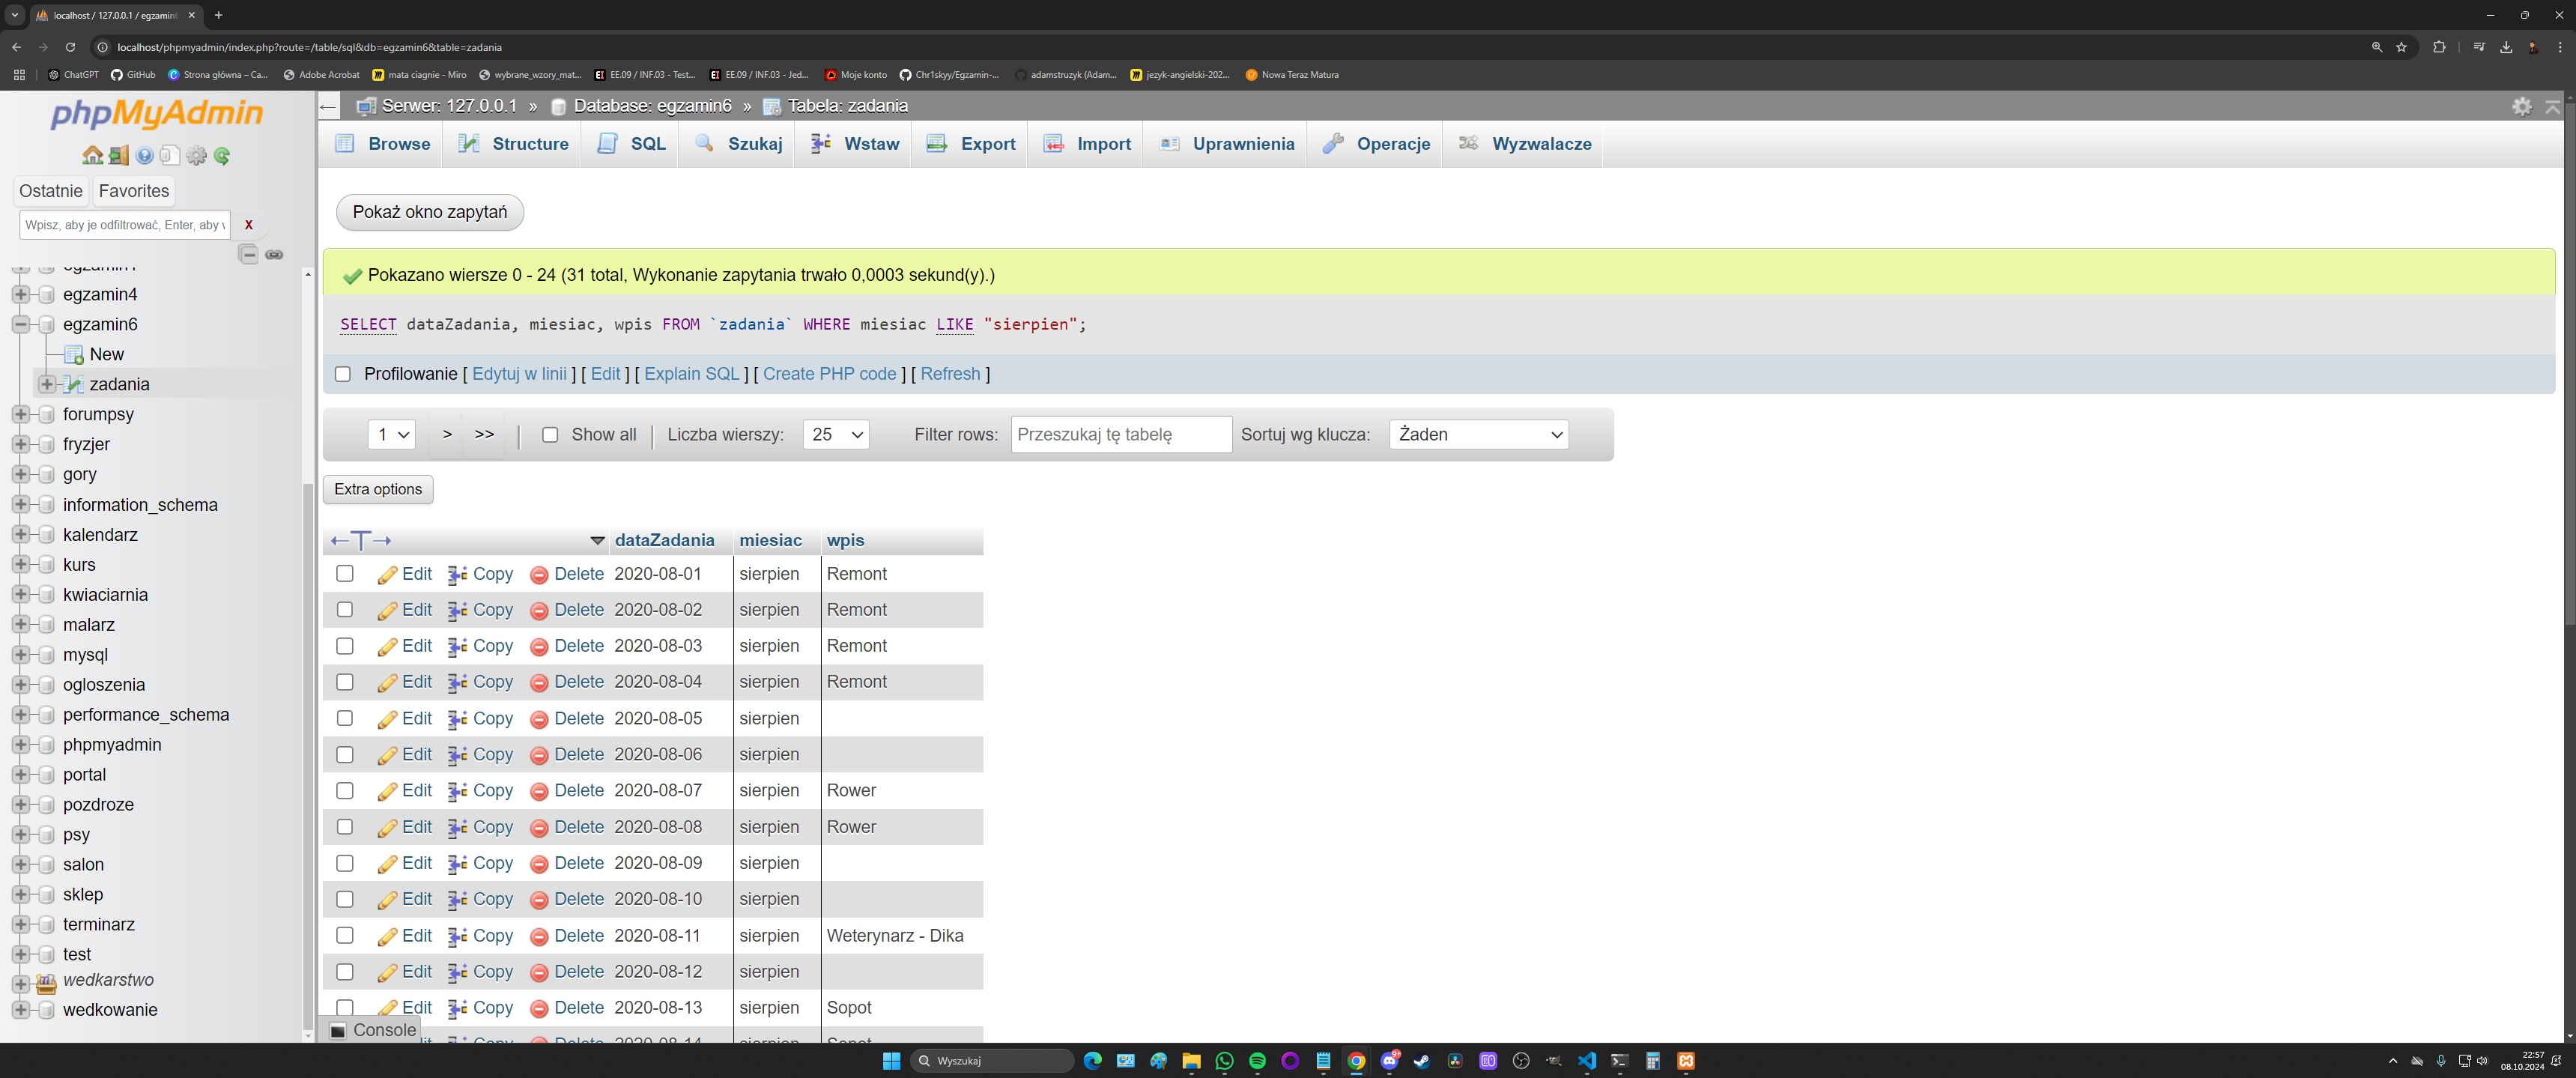 localhost / 127.0.0.1 / egzamin6
localhost/phpmyadmin/index.php?route=/table/sql&db=egzamin6&table=zadania
ChatGPT GitHub Strona główna – Ca... Adobe Acrobat mata ciagnie - Miro wybrane_wzory_mat... EE.09 / INF.03 - Test... EE.09 / INF.03 - Jed... Moje konto Chr1skyy/Egzamin-... adamstruzyk (Adam... jezyk-angielski-202... Nowa Teraz Matura
phpMyAdmin
Ostatnie Favorites
Wpisz, aby je odfiltrować, Enter, aby X
egzamin4
egzamin6
New
zadania
forumpsy
fryzjer
gory
information_schema
kalendarz
kurs
kwiaciarnia
malarz
mysql
ogloszenia
performance_schema
phpmyadmin
portal
pozdroze
psy
salon
sklep
terminarz
test
wedkarstwo
wedkowanie
Serwer: 127.0.0.1 » Database: egzamin6 » Tabela: zadania
Browse Structure SQL Szukaj Wstaw Export Import Uprawnienia Operacje Wyzwalacze
Pokaż okno zapytań
Pokazano wiersze 0 - 24 (31 total, Wykonanie zapytania trwało 0,0003 sekund(y).)
SELECT dataZadania, miesiac, wpis FROM `zadania` WHERE miesiac LIKE "sierpien";
Profilowanie [ Edytuj w linii ] [ Edit ] [ Explain SQL ] [ Create PHP code ] [ Refresh ]
1 > >> | Show all | Liczba wierszy: 25 Filter rows: Przeszukaj tę tabelę Sortuj wg klucza: Żaden
Extra options
←T→ dataZadania miesiac wpis
Edit Copy Delete 2020-08-01 sierpien Remont
Edit Copy Delete 2020-08-02 sierpien Remont
Edit Copy Delete 2020-08-03 sierpien Remont
Edit Copy Delete 2020-08-04 sierpien Remont
Edit Copy Delete 2020-08-05 sierpien
Edit Copy Delete 2020-08-06 sierpien
Edit Copy Delete 2020-08-07 sierpien Rower
Edit Copy Delete 2020-08-08 sierpien Rower
Edit Copy Delete 2020-08-09 sierpien
Edit Copy Delete 2020-08-10 sierpien
Edit Copy Delete 2020-08-11 sierpien Weterynarz - Dika
Edit Copy Delete 2020-08-12 sierpien
Edit Copy Delete 2020-08-13 sierpien Sopot
Console
Wyszukaj
22:57
08.10.2024